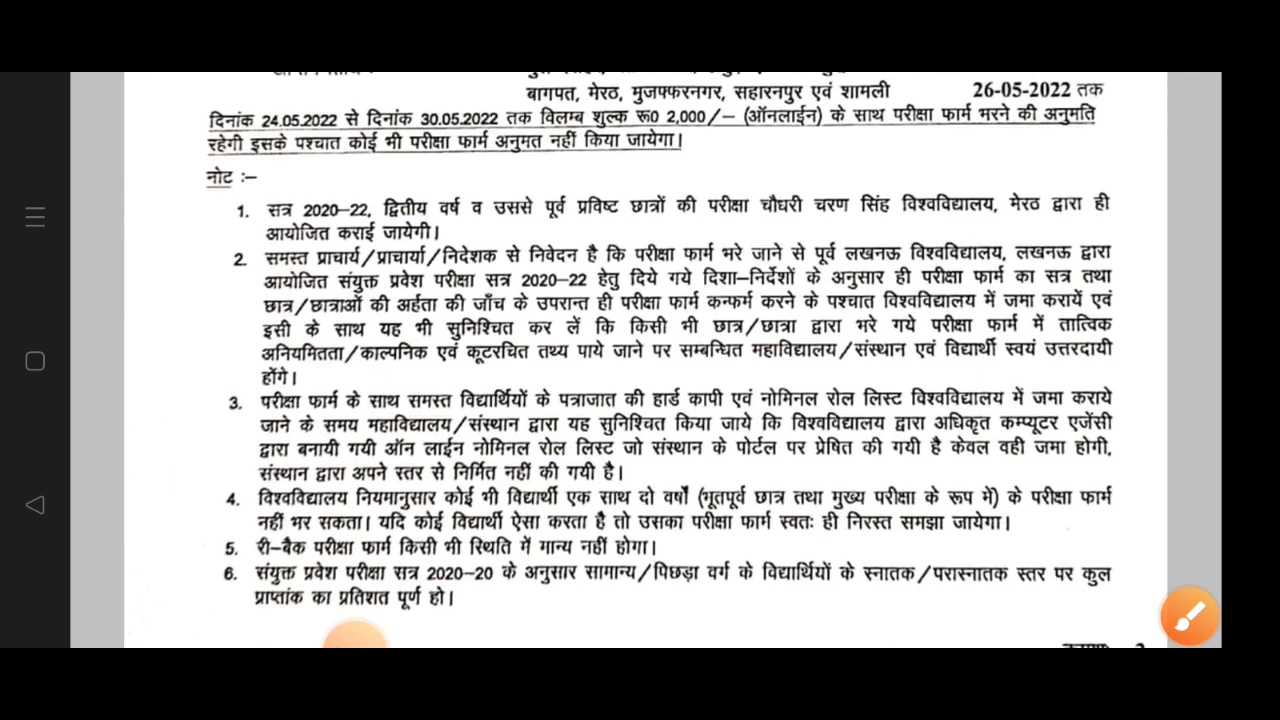 बागपत, मेरठ, मुजफ्फरनगर, सहारनपुर एवं शामली 26-05-2022 तक
दिनांक 24.05.2022 से दिनांक 30.05.2022 तक विलम्ब शुल्क रू0 2,000/– (ऑनलाईन) के साथ परीक्षा फार्म भरने की अनुमति
रहेगी इसके पश्चात कोई भी परीक्षा फार्म अनुमत नहीं किया जायेगा।
नोट :–
1. सत्र 2020–22, द्वितीय वर्ष व उससे पूर्व प्रविष्ट छात्रों की परीक्षा चौधरी चरण सिंह विश्वविद्यालय, मेरठ द्वारा ही
आयोजित कराई जायेगी।
2. समस्त प्राचार्य/प्राचार्या/निदेशक से निवेदन है कि परीक्षा फार्म भरे जाने से पूर्व लखनऊ विश्वविद्यालय, लखनऊ द्वारा
आयोजित संयुक्त प्रवेश परीक्षा सत्र 2020–22 हेतु दिये गये दिशा–निर्देशों के अनुसार ही परीक्षा फार्म का सत्र तथा
छात्र/छात्राओं की अर्हता की जाँच के उपरान्त ही परीक्षा फार्म कन्फर्म करने के पश्चात विश्वविद्यालय में जमा करायें एवं
इसी के साथ यह भी सुनिश्चित कर लें कि किसी भी छात्र/छात्रा द्वारा भरे गये परीक्षा फार्म में तात्विक
अनियमितता/काल्पनिक एवं कूटरचित तथ्य पाये जाने पर सम्बन्धित महाविद्यालय/संस्थान एवं विद्यार्थी स्वयं उत्तरदायी
होंगे।
3. परीक्षा फार्म के साथ समस्त विद्यार्थियों के पत्राजात की हार्ड कापी एवं नोमिनल रोल लिस्ट विश्वविद्यालय में जमा कराये
जाने के समय महाविद्यालय/संस्थान द्वारा यह सुनिश्चित किया जाये कि विश्वविद्यालय द्वारा अधिकृत कम्प्यूटर एजेंसी
द्वारा बनायी गयी ऑन लाईन नोमिनल रोल लिस्ट जो संस्थान के पोर्टल पर प्रेषित की गयी है केवल वही जमा होगी,
संस्थान द्वारा अपने स्तर से निर्मित नहीं की गयी है।
4. विश्वविद्यालय नियमानुसार कोई भी विद्यार्थी एक साथ दो वर्षों (भूतपूर्व छात्र तथा मुख्य परीक्षा के रूप में) के परीक्षा फार्म
नहीं भर सकता। यदि कोई विद्यार्थी ऐसा करता है तो उसका परीक्षा फार्म स्वतः ही निरस्त समझा जायेगा।
5. री–बैक परीक्षा फार्म किसी भी स्थिति में मान्य नहीं होगा।
6. संयुक्त प्रवेश परीक्षा सत्र 2020–20 के अनुसार सामान्य/पिछड़ा वर्ग के विद्यार्थियों के स्नातक/परास्नातक स्तर पर कुल
प्राप्तांक का प्रतिशत पूर्ण हो।